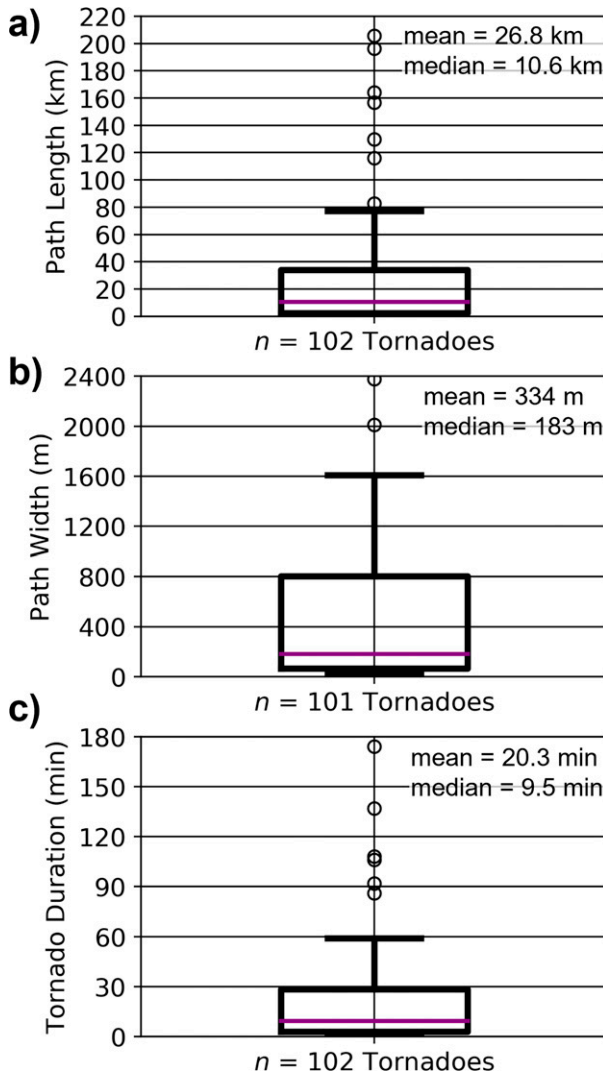 a)
220
200
180
160
140
120
100
80
60
40
20
0
Path Length (km)
mean = 26.8 km
median = 10.6 km
n = 102 Tornadoes
b)
2400
2000
1600
1200
800
400
0
Path Width (m)
mean = 334 m
median = 183 m
n = 101 Tornadoes
c)
180
150
120
90
60
30
0
Tornado Duration (min)
mean = 20.3 min
median = 9.5 min
n = 102 Tornadoes